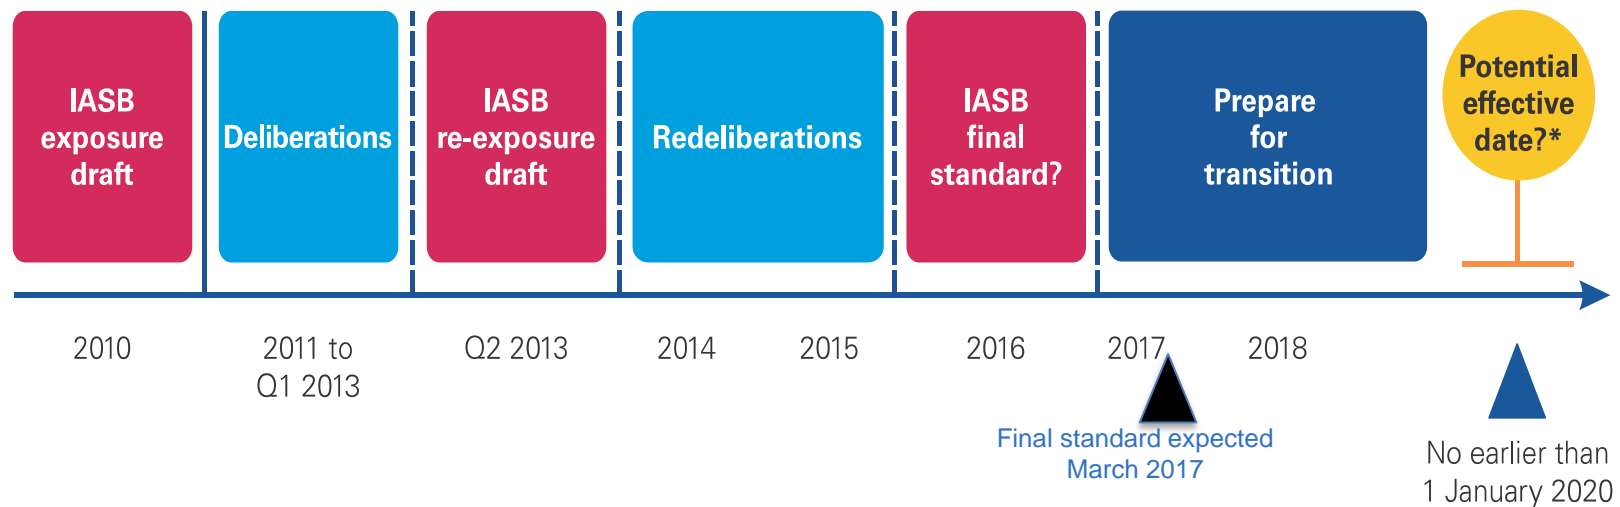 IASB
exposure
draft
Deliberations
IASB
re-exposure
draft
Redeliberations
IASB
final
standard?
Prepare
for
transition
Potential
effective
date?*
2010
2011 to
Q1 2013
Q2 2013
2014
2015
2016
2017
2018
Final standard expected
March 2017
No earlier than
1 January 2020